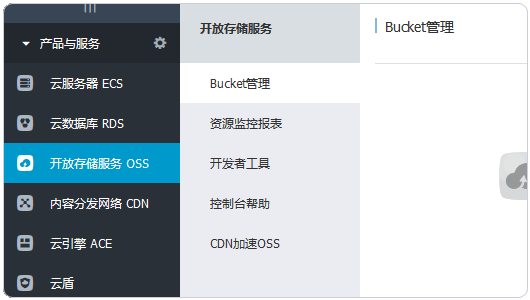 产品与服务
云服务器 ECS
云数据库 RDS
开放存储服务 OSS
内容分发网络 CDN
云引擎 ACE
云盾
开放存储服务
Bucket管理
资源监控报表
开发者工具
控制台帮助
CDN加速OSS
Bucket管理